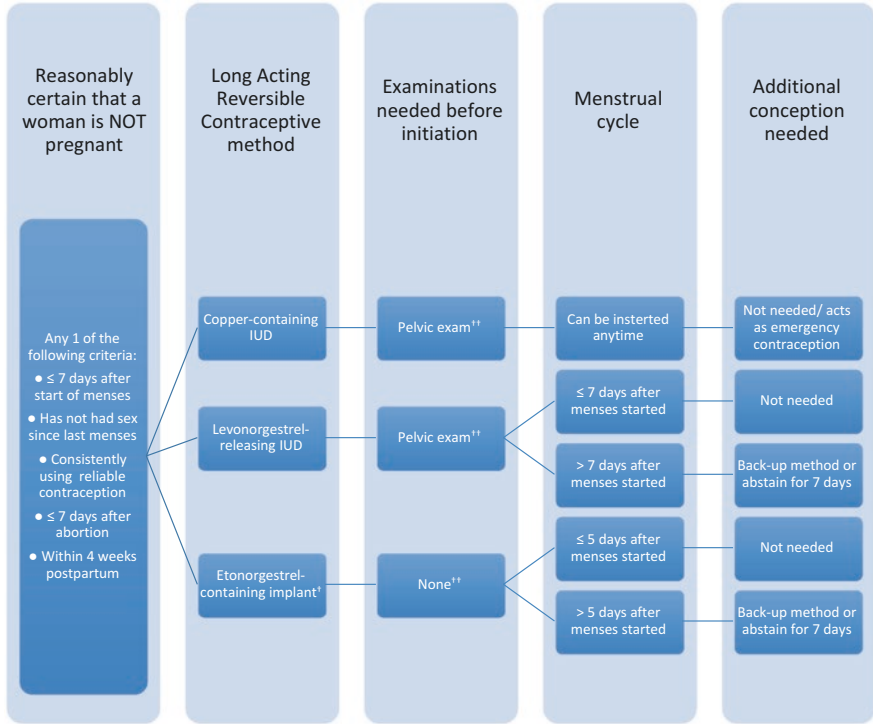 Reasonably
certain that a
woman is NOT
pregnant
Long Acting
Reversible
Contraceptive
method
Examinations
needed before
initiation
Menstrual
cycle
Additional
conception
needed
Any 1 of the
following criteria:
● ≤ 7 days after
start of menses
● Has not had sex
since last menses
● Consistently
using reliable
contraception
● ≤ 7 days after
abortion
● Within 4 weeks
postpartum
Copper-containing
IUD
Pelvic exam††
Can be insterted
anytime
Not needed/ acts
as emergency
contraception
Levonorgestrel-
releasing IUD
Pelvic exam††
≤ 7 days after
menses started
Not needed
> 7 days after
menses started
Back-up method or
abstain for 7 days
Etonorgestrel-
containing implant†
None††
≤ 5 days after
menses started
Not needed
> 5 days after
menses started
Back-up method or
abstain for 7 days